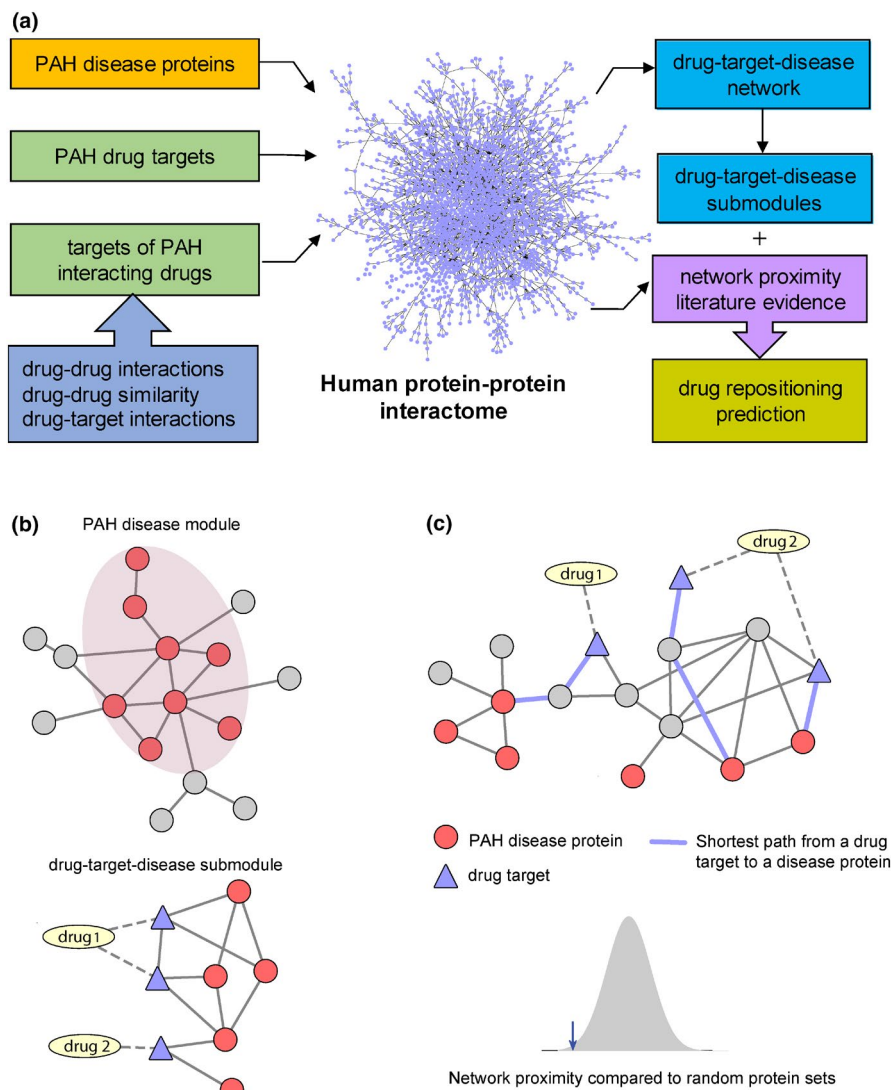 (a)
PAH disease proteins
PAH drug targets
targets of PAH
interacting drugs
drug-drug interactions
drug-drug similarity
drug-target interactions
Human protein-protein
interactome
drug-target-disease
network
drug-target-disease
submodules
+
network proximity
literature evidence
drug repositioning
prediction
(b)
PAH disease module
drug-target-disease submodule
drug1
drug 2
(c)
drug1
drug 2
PAH disease protein
drug target
Shortest path from a drug
target to a disease protein
Network proximity compared to random protein sets